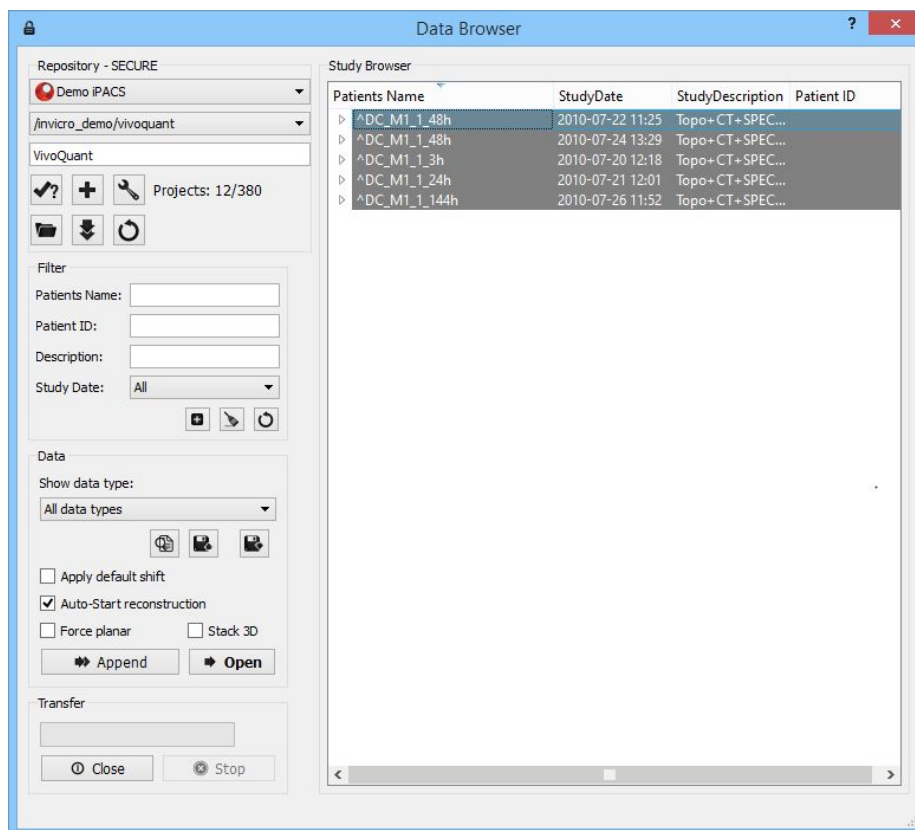 Data Browser
?
Repository - SECURE
Demo iPACS
/invicro_demo/vivoquant
VivoQuant
?
Projects: 12/380
Filter
Patients Name:
Patient ID:
Description:
Study Date: All
Data
Show data type:
All data types
Apply default shift
Auto-Start reconstruction
Force planar Stack 3D
Append Open
Transfer
Close Stop
Study Browser
Patients Name StudyDate StudyDescription Patient ID
^DC_M1_1_48h 2010-07-22 11:25 Topo+CT+SPEC...
^DC_M1_1_48h 2010-07-24 13:29 Topo+CT+SPEC...
^DC_M1_1_3h 2010-07-20 12:18 Topo+CT+SPEC...
^DC_M1_1_24h 2010-07-21 12:01 Topo+CT+SPEC...
^DC_M1_1_144h 2010-07-26 11:52 Topo+CT+SPEC...